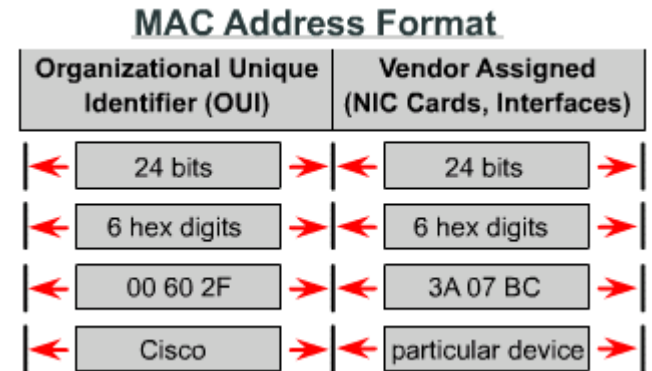 MAC Address Format
Organizational Unique Vendor Assigned
Identifier (OUI) (NIC Cards, Interfaces)
24 bits 24 bits
6 hex digits 6 hex digits
00 60 2F 3A 07 BC
Cisco particular device